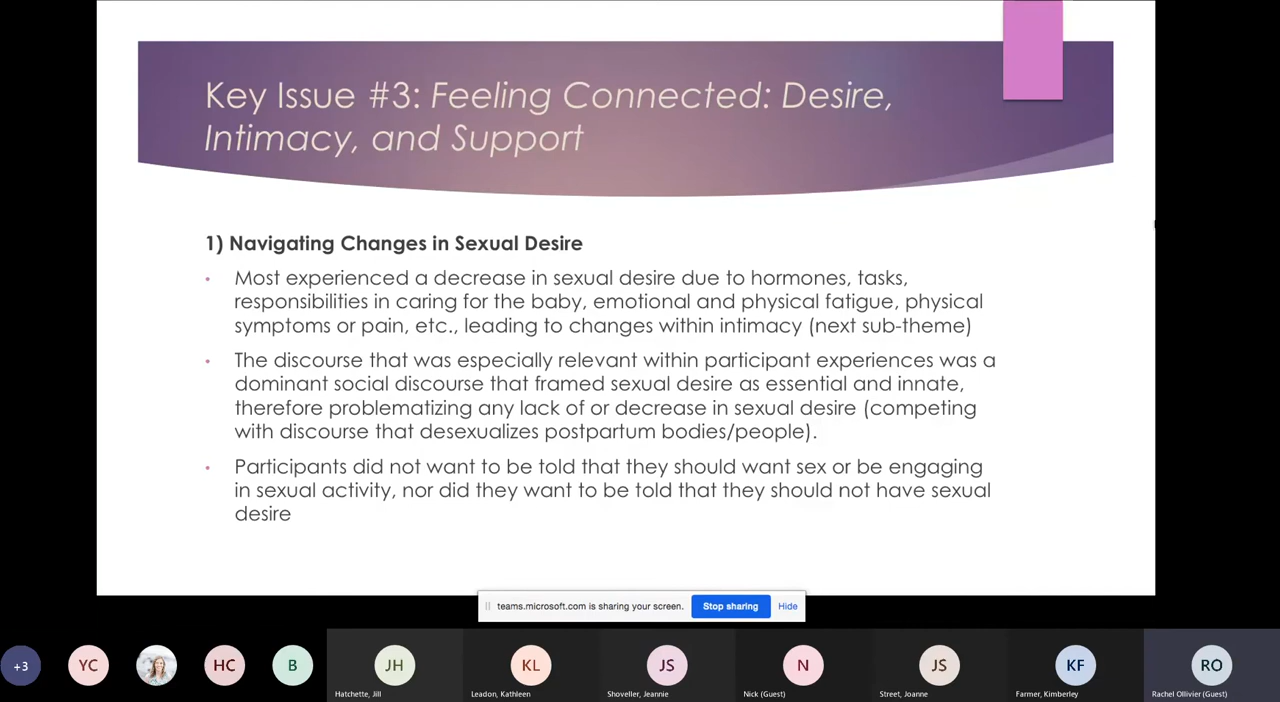 Key Issue #3: Feeling Connected: Desire,
Intimacy, and Support
1) Navigating Changes in Sexual Desire
• Most experienced a decrease in sexual desire due to hormones, tasks,
responsibilities in caring for the baby, emotional and physical fatigue, physical
symptoms or pain, etc., leading to changes within intimacy (next sub-theme)
• The discourse that was especially relevant within participant experiences was a
dominant social discourse that framed sexual desire as essential and innate,
therefore problematizing any lack of or decrease in sexual desire (competing
with discourse that desexualizes postpartum bodies/people).
• Participants did not want to be told that they should want sex or be engaging
in sexual activity, nor did they want to be told that they should not have sexual
desire
teams.microsoft.com is sharing your screen. Stop sharing Hide
+3 YC HC B JH KL JS N JS KF RO
Hatchette, Jill Leadon, Kathleen Shoveller, Jeannie Nick (Guest) Street, Joanne Farmer, Kimberley Rachel Ollivier (Guest)